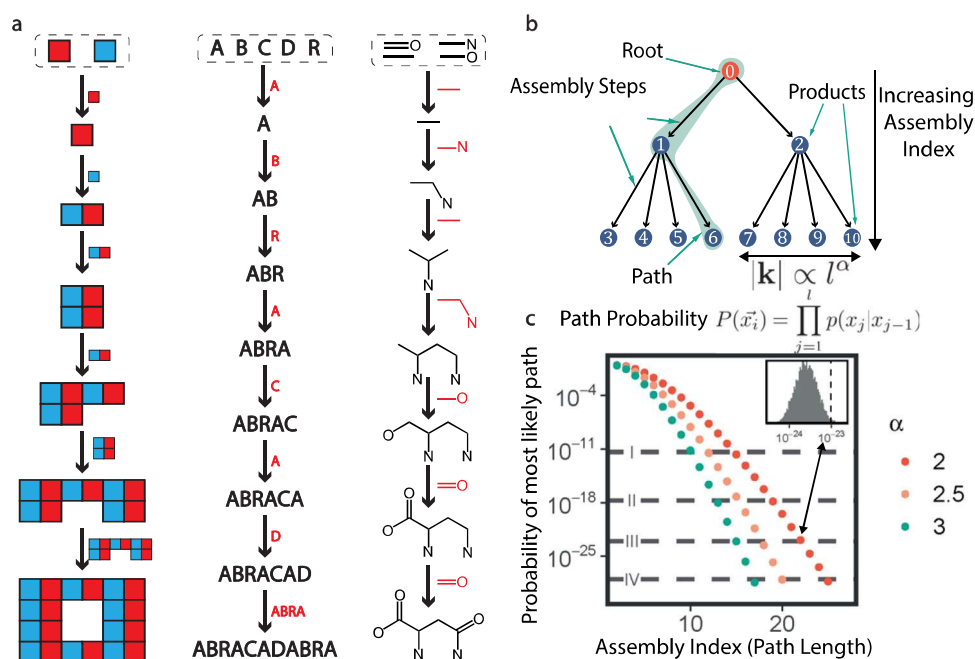 a
A B C D R
A
A
B
AB
R
ABR
A
ABRA
C
ABRAC
A
ABRACA
D
ABRACAD
ABRA
ABRACADABRA
O N
O
N
N
N
N N
O
O
N N
O
O
O
N N
O
O
O
O
N N
b
Root
0
Assembly Steps
Products
Increasing
Assembly
Index
1 2
3 4 5 6 7 8 9 10
Path
|k| ∝ l^α
c Path Probability P(x⃗_i) = ∏_{j=1}^{l} p(x_j|x_{j−1})
Probability of most likely path
10^−4
10^−11
10^−18
10^−25
I
II
III
IV
10^−24 10^−23
10 20
Assembly Index (Path Length)
α
2
2.5
3